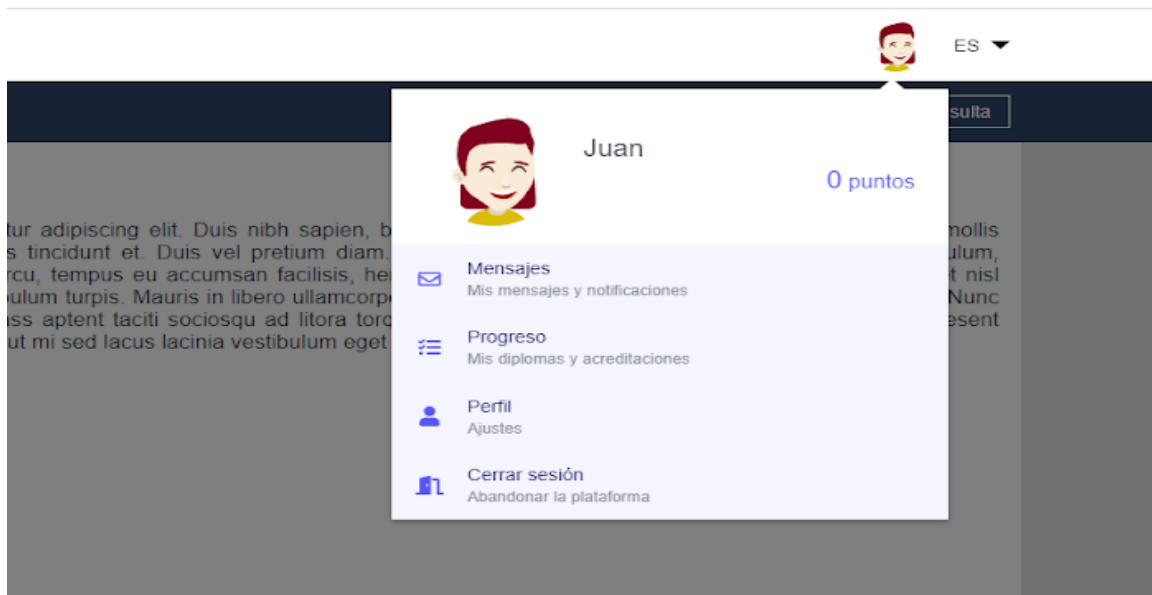 ES
sulta
Juan
0 puntos
tur adipiscing elit. Duis nibh sapien, b
mollis
s tincidunt et. Duis vel pretium diam.
ulum,
rcu, tempus eu accumsan facilisis, her
t nisl
ulum turpis. Mauris in libero ullamcorpe
Nunc
ass aptent taciti sociosqu ad litora torq
esent
ut mi sed lacus lacinia vestibulum eget
Mensajes
Mis mensajes y notificaciones
Progreso
Mis diplomas y acreditaciones
Perfil
Ajustes
Cerrar sesión
Abandonar la plataforma